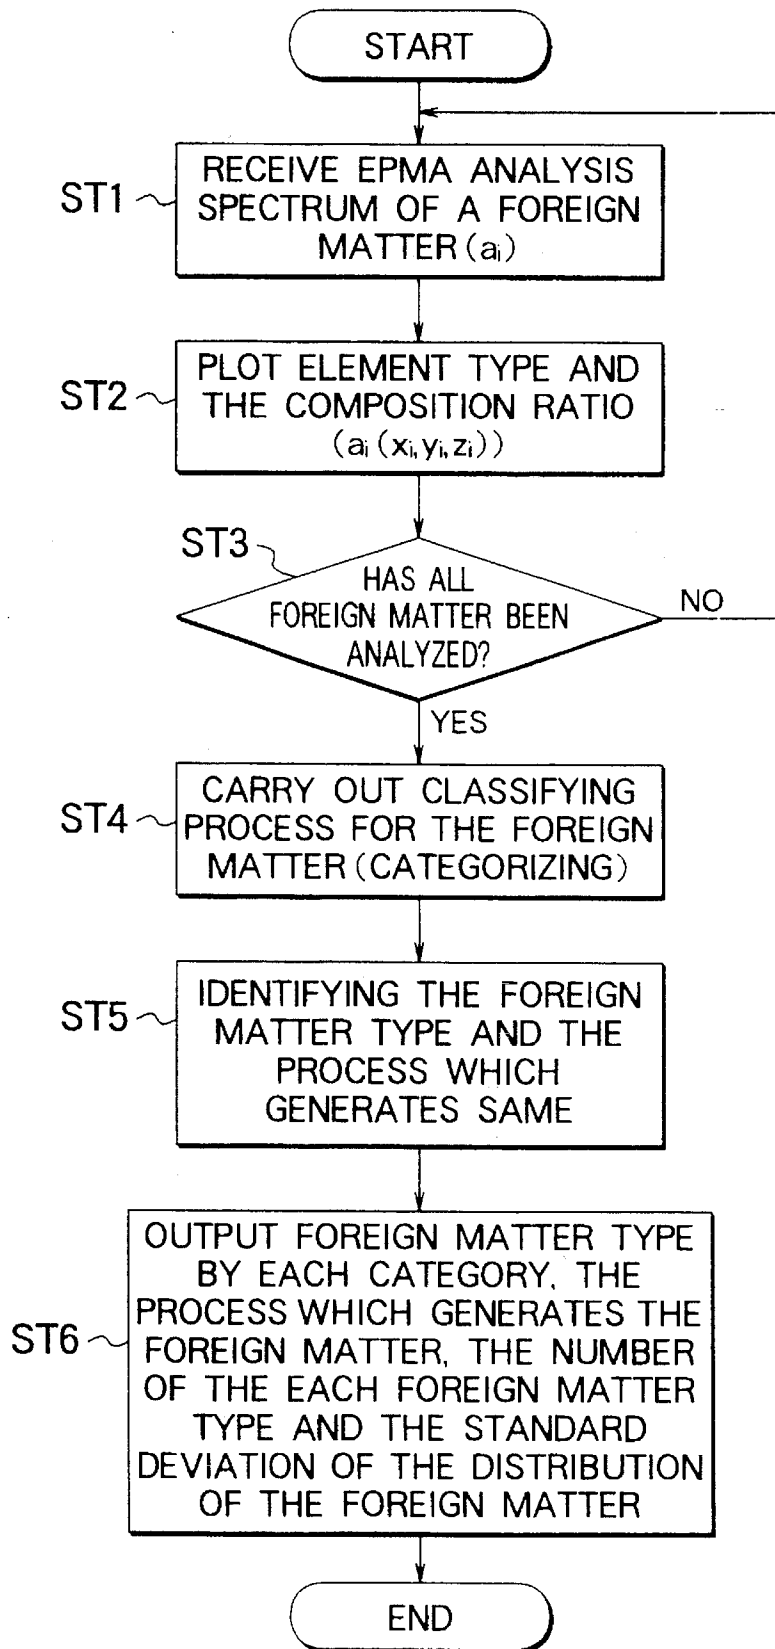 START
ST1
RECEIVE EPMA ANALYSIS
SPECTRUM OF A FOREIGN
MATTER (ai)
ST2
PLOT ELEMENT TYPE AND
THE COMPOSITION RATIO
(ai (xi, yi, zi))
ST3
HAS ALL
FOREIGN MATTER BEEN
ANALYZED?
NO
YES
ST4
CARRY OUT CLASSIFYING
PROCESS FOR THE FOREIGN
MATTER (CATEGORIZING)
ST5
IDENTIFYING THE FOREIGN
MATTER TYPE AND THE
PROCESS WHICH
GENERATES SAME
ST6
OUTPUT FOREIGN MATTER TYPE
BY EACH CATEGORY, THE
PROCESS WHICH GENERATES THE
FOREIGN MATTER, THE NUMBER
OF THE EACH FOREIGN MATTER
TYPE AND THE STANDARD
DEVIATION OF THE DISTRIBUTION
OF THE FOREIGN MATTER
END